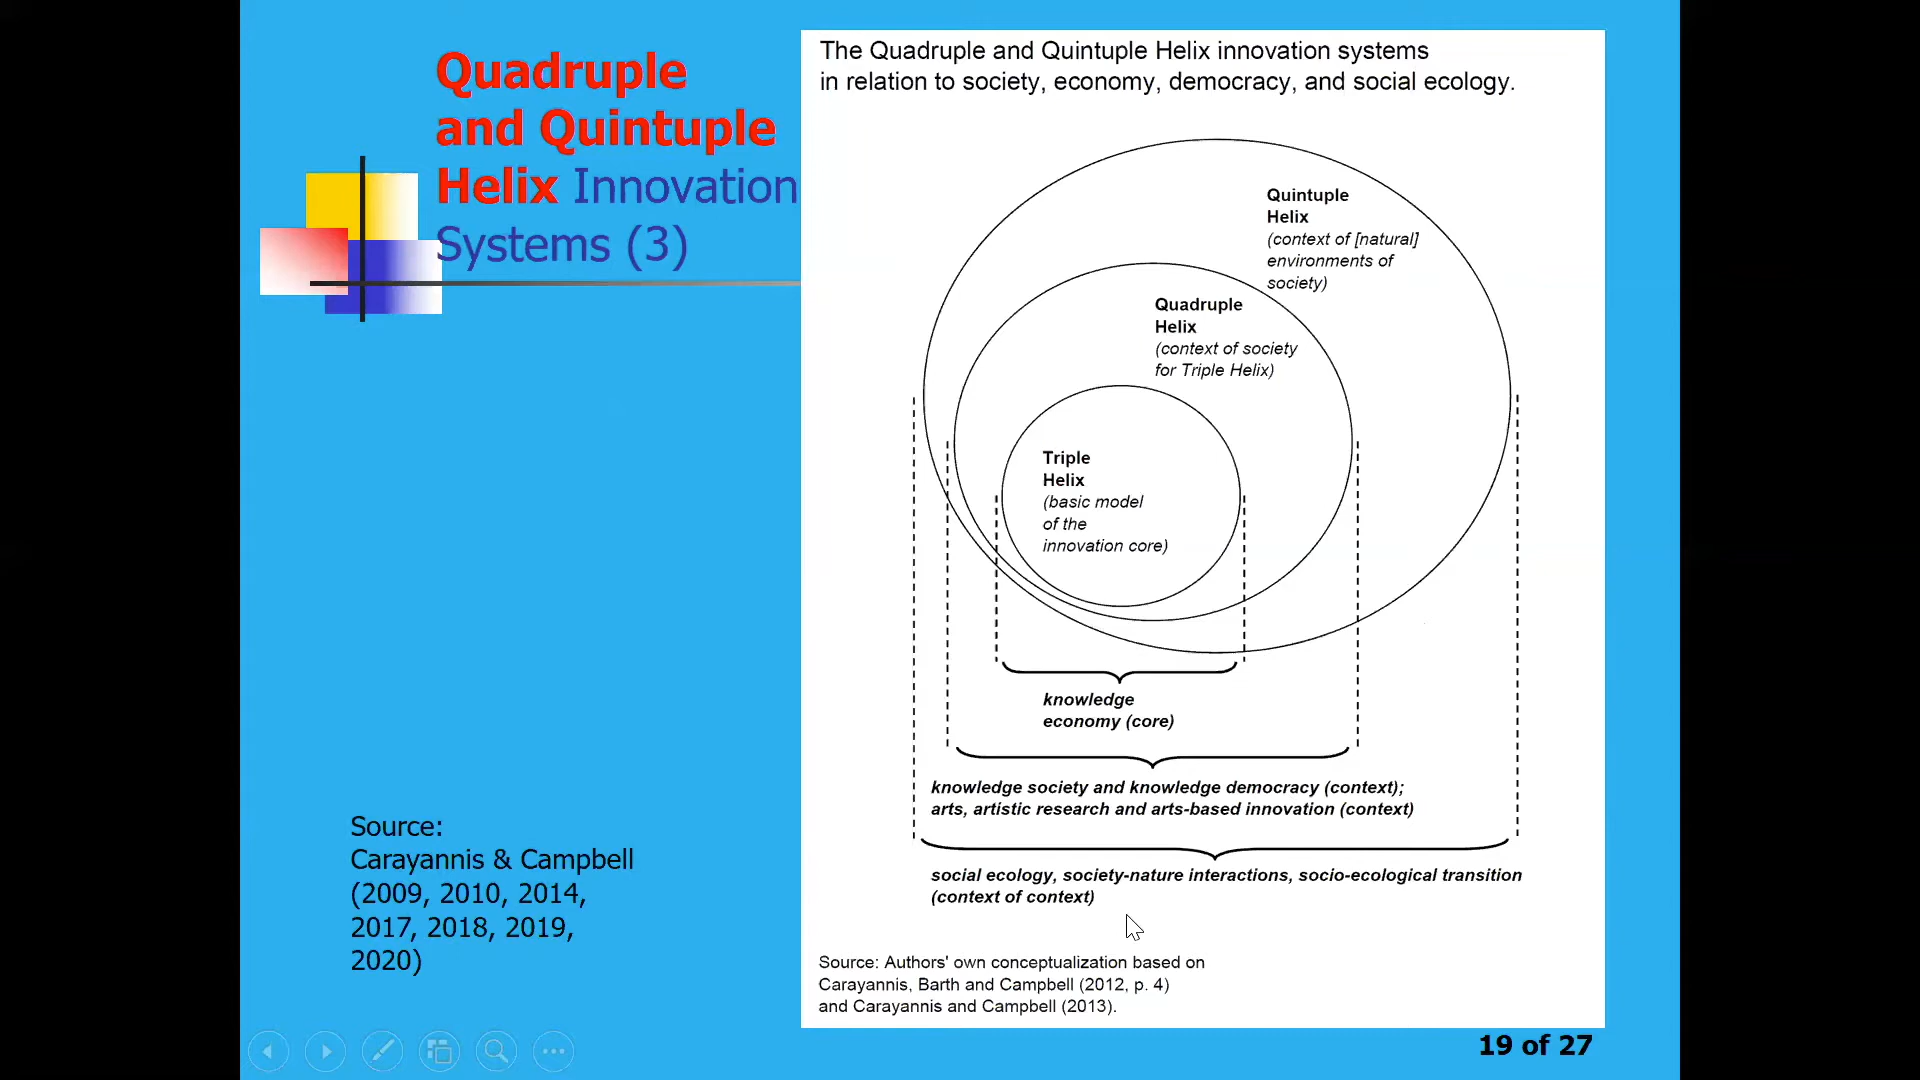 Quadruple
and Quintuple
Helix Innovation
Systems (3)
The Quadruple and Quintuple Helix innovation systems
in relation to society, economy, democracy, and social ecology.
Quintuple
Helix
(context of [natural]
environments of
society)
Quadruple
Helix
(context of society
for Triple Helix)
Triple
Helix
(basic model
of the
innovation core)
knowledge
economy (core)
knowledge society and knowledge democracy (context);
arts, artistic research and arts-based innovation (context)
social ecology, society-nature interactions, socio-ecological transition
(context of context)
Source:
Carayannis & Campbell
(2009, 2010, 2014,
2017, 2018, 2019,
2020)
Source: Authors' own conceptualization based on
Carayannis, Barth and Campbell (2012, p. 4)
and Carayannis and Campbell (2013).
19 of 27